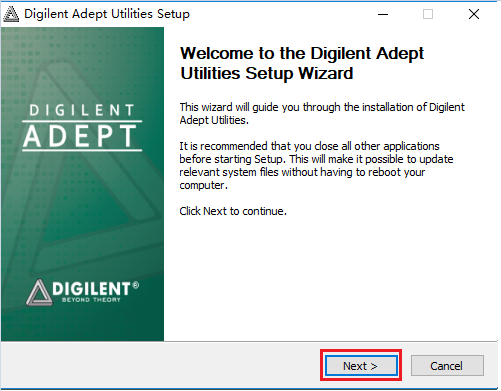 Digilent Adept Utilities Setup
Welcome to the Digilent Adept
Utilities Setup Wizard
DIGILENT
ADEPT
This wizard will guide you through the installation of Digilent
Adept Utilities.
It is recommended that you close all other applications
before starting Setup. This will make it possible to update
relevant system files without having to reboot your
computer.
Click Next to continue.
DIGILENT®
BEYOND THEORY
Next >
Cancel